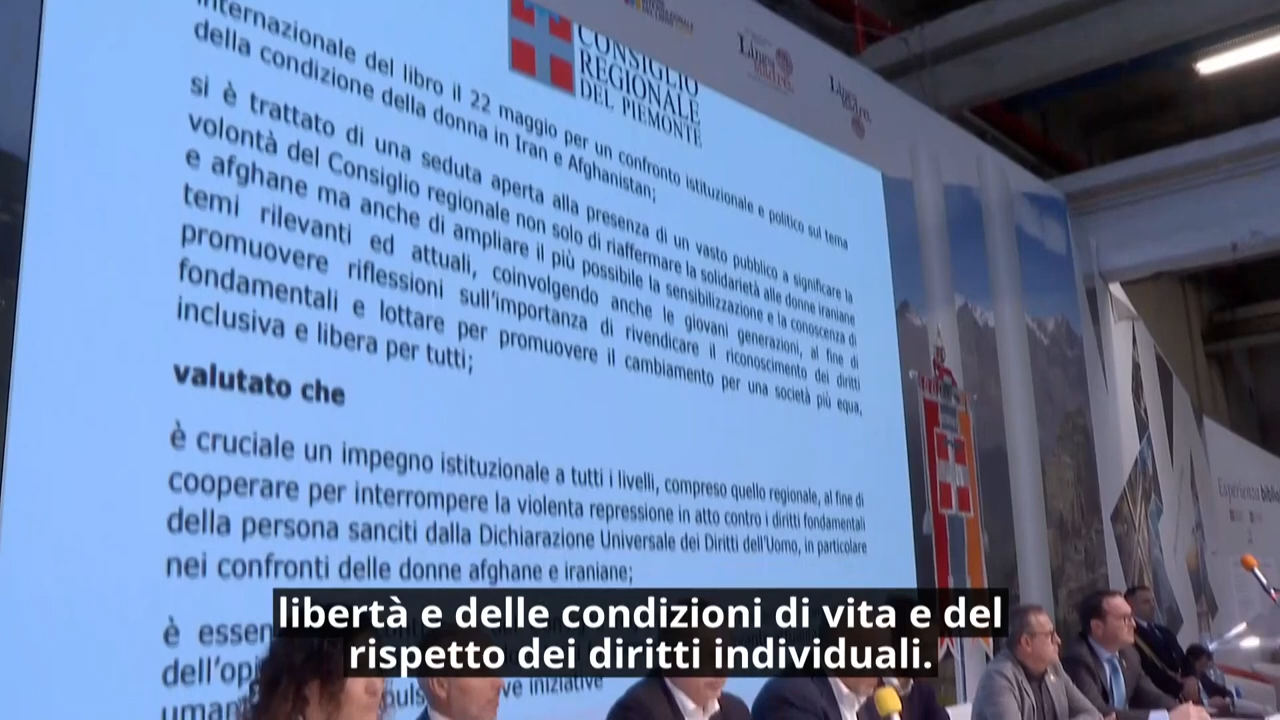 CONSIGLIO
REGIONALE
DEL PIEMONTE
Lingua
Lingua
internazionale del libro il 22 maggio per un confronto istituzionale e politico sul tema
della condizione della donna in Iran e Afghanistan;
si è trattato di una seduta aperta alla presenza di un vasto pubblico a significare la
volontà del Consiglio regionale non solo di riaffermare la solidarietà alle donne iraniane
e afghane ma anche di ampliare il più possibile la sensibilizzazione e la conoscenza di
temi rilevanti ed attuali, coinvolgendo anche le giovani generazioni, al fine di
promuovere riflessioni sull'importanza di rivendicare il riconoscimento dei diritti
fondamentali e lottare per promuovere il cambiamento per una società più equa,
inclusiva e libera per tutti;
valutato che
è cruciale un impegno istituzionale a tutti i livelli, compreso quello regionale, al fine di
cooperare per interrompere la violenta repressione in atto contro i diritti fondamentali
della persona sanciti dalla Dichiarazione Universale dei Diritti dell'Uomo, in particolare
nei confronti delle donne afghane e iraniane;
è
dell'
iniziative
Esperienza
libertà e delle condizioni di vita e del
rispetto dei diritti individuali.